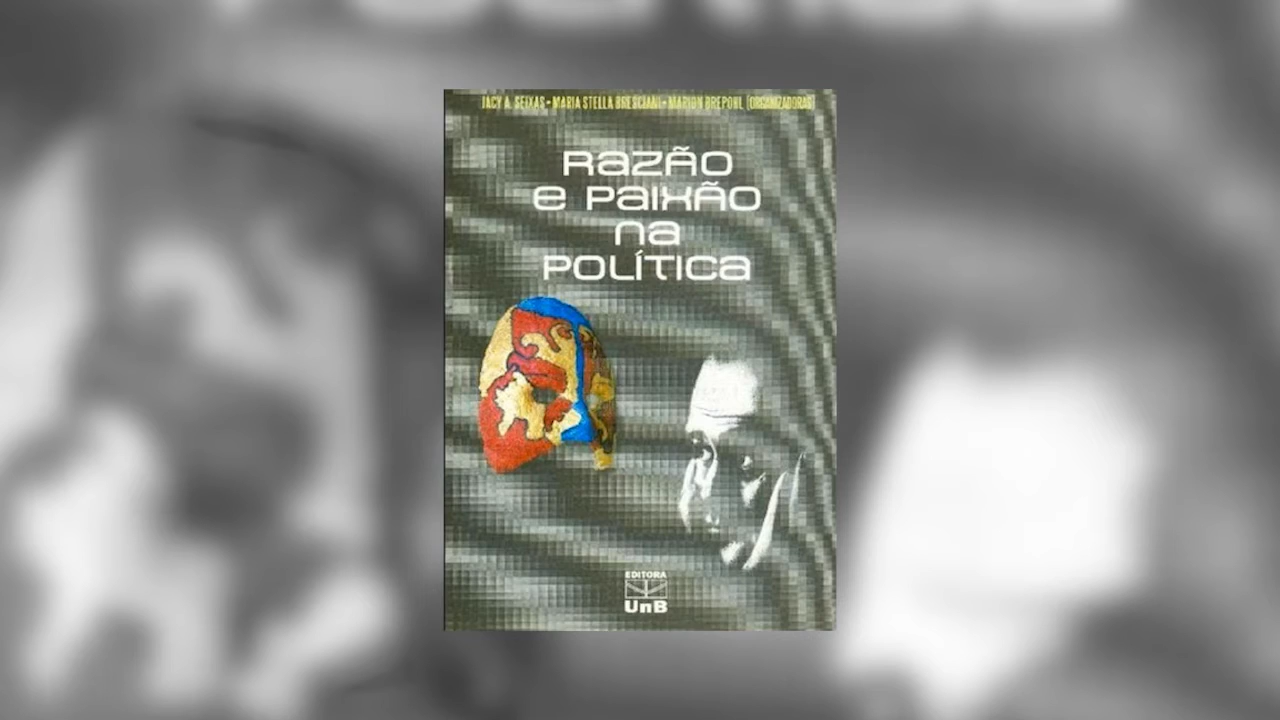 JACY A. SEIXAS • MARIA STELLA BRESCIANI • MARION BREPOHL (ORGANIZADORAS)
RAZÃO
E PAIXÃO
NA
POLÍTICA
EDITORA
UnB